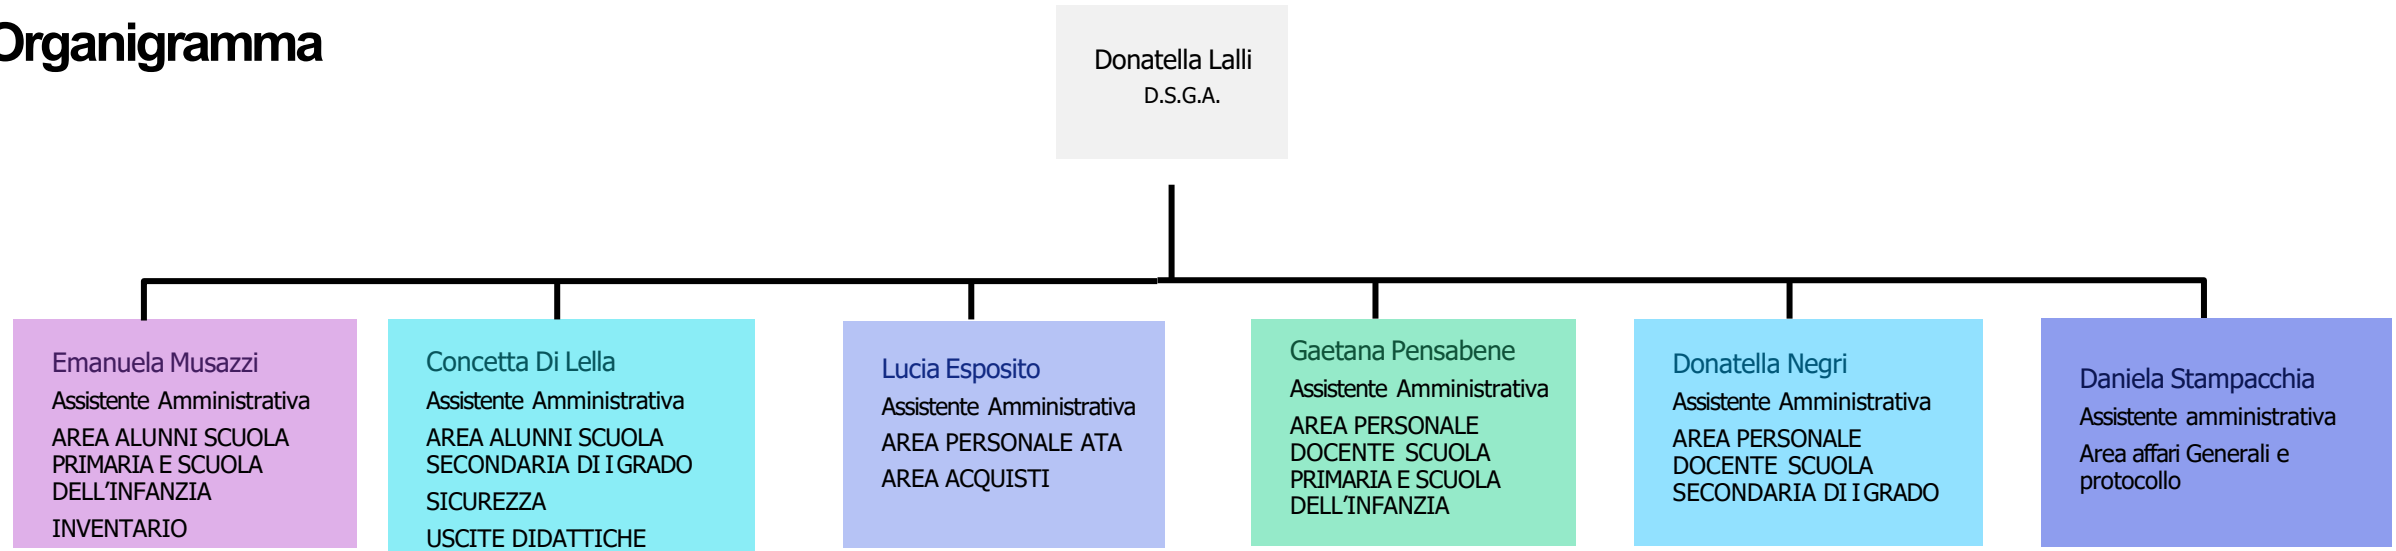 Organigramma
Donatella Lalli
D.S.G.A.
Emanuela Musazzi
Assistente Amministrativa
AREA ALUNNI SCUOLA
PRIMARIA E SCUOLA
DELL'INFANZIA
INVENTARIO
Concetta Di Lella
Assistente Amministrativa
AREA ALUNNI SCUOLA
SECONDARIA DI I GRADO
SICUREZZA
USCITE DIDATTICHE
Lucia Esposito
Assistente Amministrativa
AREA PERSONALE ATA
AREA ACQUISTI
Gaetana Pensabene
Assistente Amministrativa
AREA PERSONALE
DOCENTE SCUOLA
PRIMARIA E SCUOLA
DELL'INFANZIA
Donatella Negri
Assistente Amministrativa
AREA PERSONALE
DOCENTE SCUOLA
SECONDARIA DI I GRADO
Daniela Stampacchia
Assistente amministrativa
Area affari Generali e
protocollo